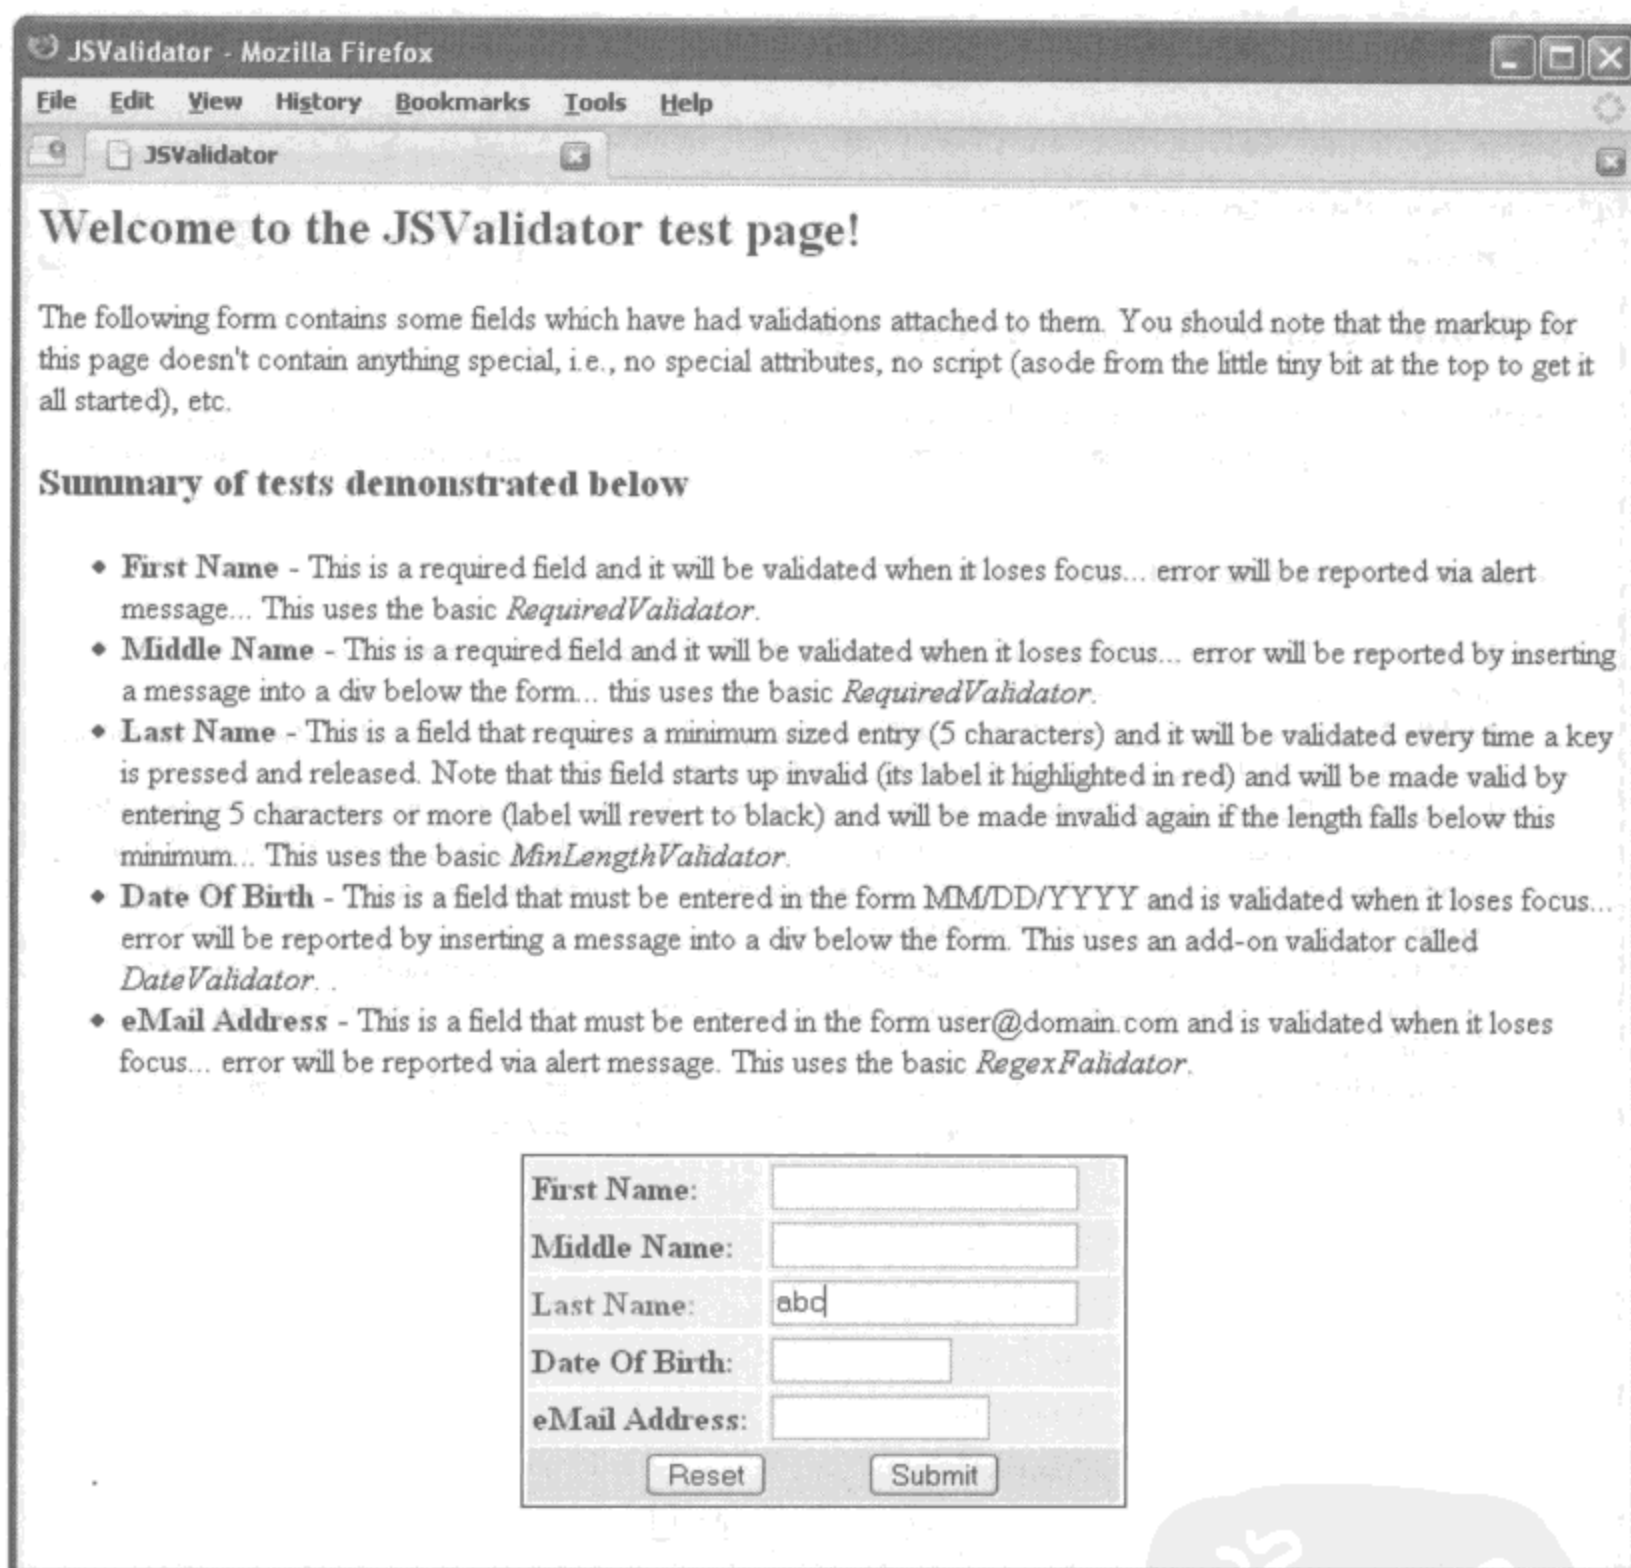 JSValidator - Mozilla Firefox
File Edit View History Bookmarks Tools Help
JSValidator
Welcome to the JSValidator test page!
The following form contains some fields which have had validations attached to them. You should note that the markup for
this page doesn't contain anything special, i.e., no special attributes, no script (asode from the little tiny bit at the top to get it
all started), etc.
Summary of tests demonstrated below
• First Name - This is a required field and it will be validated when it loses focus... error will be reported via alert
message... This uses the basic RequiredValidator.
• Middle Name - This is a required field and it will be validated when it loses focus... error will be reported by inserting
a message into a div below the form... this uses the basic RequiredValidator.
• Last Name - This is a field that requires a minimum sized entry (5 characters) and it will be validated every time a key
is pressed and released. Note that this field starts up invalid (its label it highlighted in red) and will be made valid by
entering 5 characters or more (label will revert to black) and will be made invalid again if the length falls below this
minimum... This uses the basic MinLengthValidator.
• Date Of Birth - This is a field that must be entered in the form MM/DD/YYYY and is validated when it loses focus...
error will be reported by inserting a message into a div below the form. This uses an add-on validator called
DateValidator. .
• eMail Address - This is a field that must be entered in the form user@domain.com and is validated when it loses
focus... error will be reported via alert message. This uses the basic RegexFalidator.
First Name:
Middle Name:
Last Name: abcd
Date Of Birth:
eMail Address:
Reset Submit